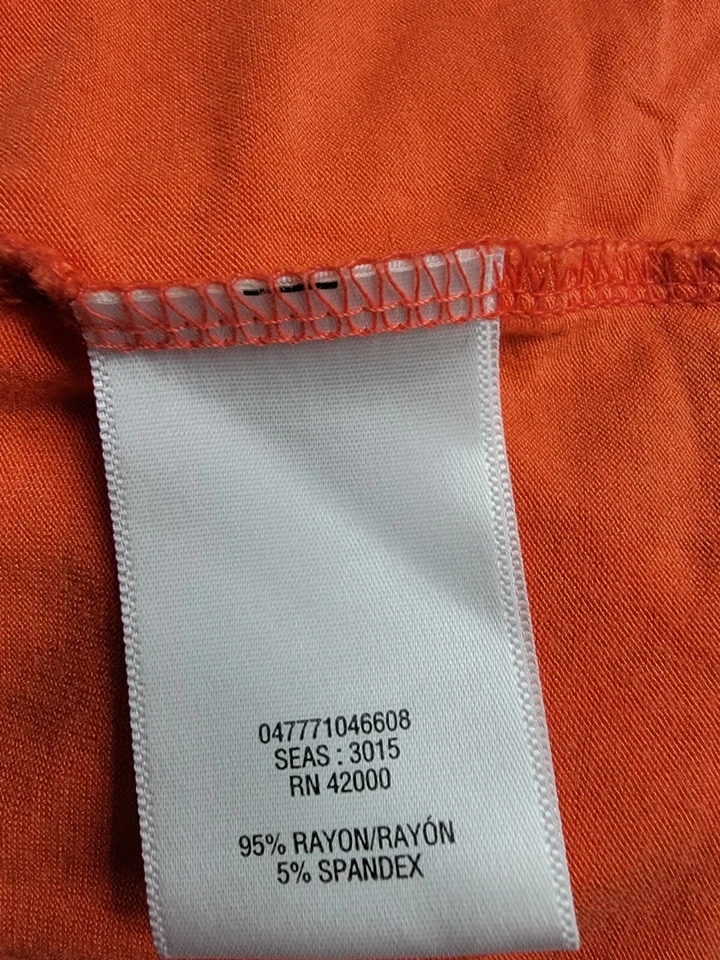 047771046608
SEAS : 3015
RN 42000
95% RAYON/RAYÓN
5% SPANDEX